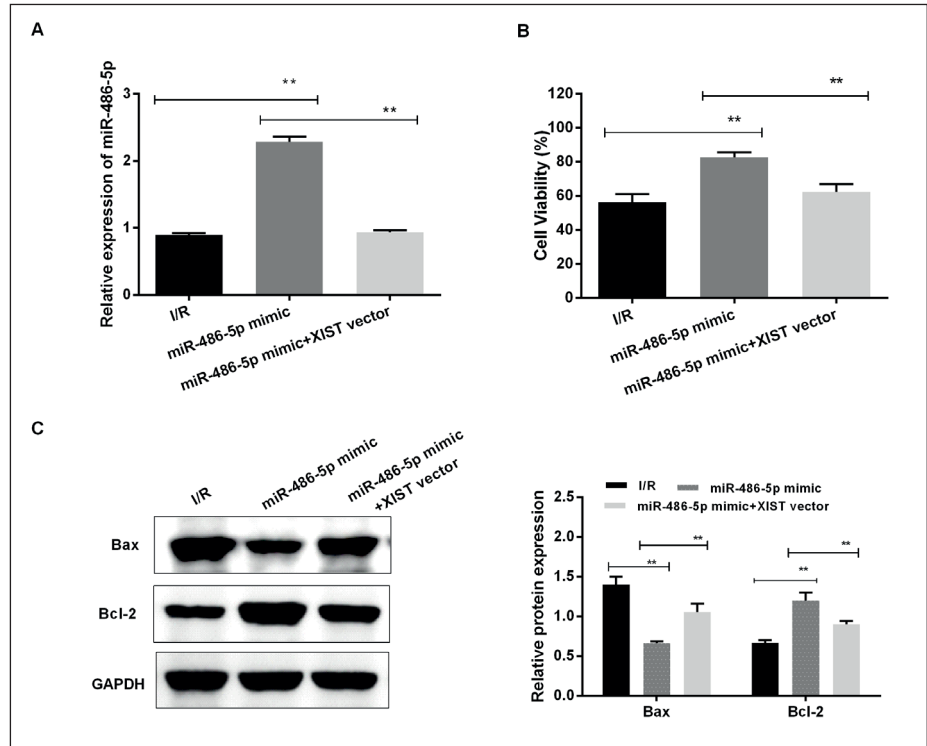 A
Relative expression of miR-486-5p
3
2
1
0
**
**
I/R
miR-486-5p mimic
miR-486-5p mimic+XIST vector
B
Cell Viability (%)
120
100
80
60
40
20
0
**
**
I/R
miR-486-5p mimic
miR-486-5p mimic+XIST vector
C
I/R
miR-486-5p mimic
miR-486-5p mimic
+XIST vector
Bax
Bcl-2
GAPDH
I/R
miR-486-5p mimic
miR-486-5p mimic+XIST vector
Relative protein expression
2.5
2.0
1.5
1.0
0.5
0.0
**
**
**
**
Bax
Bcl-2